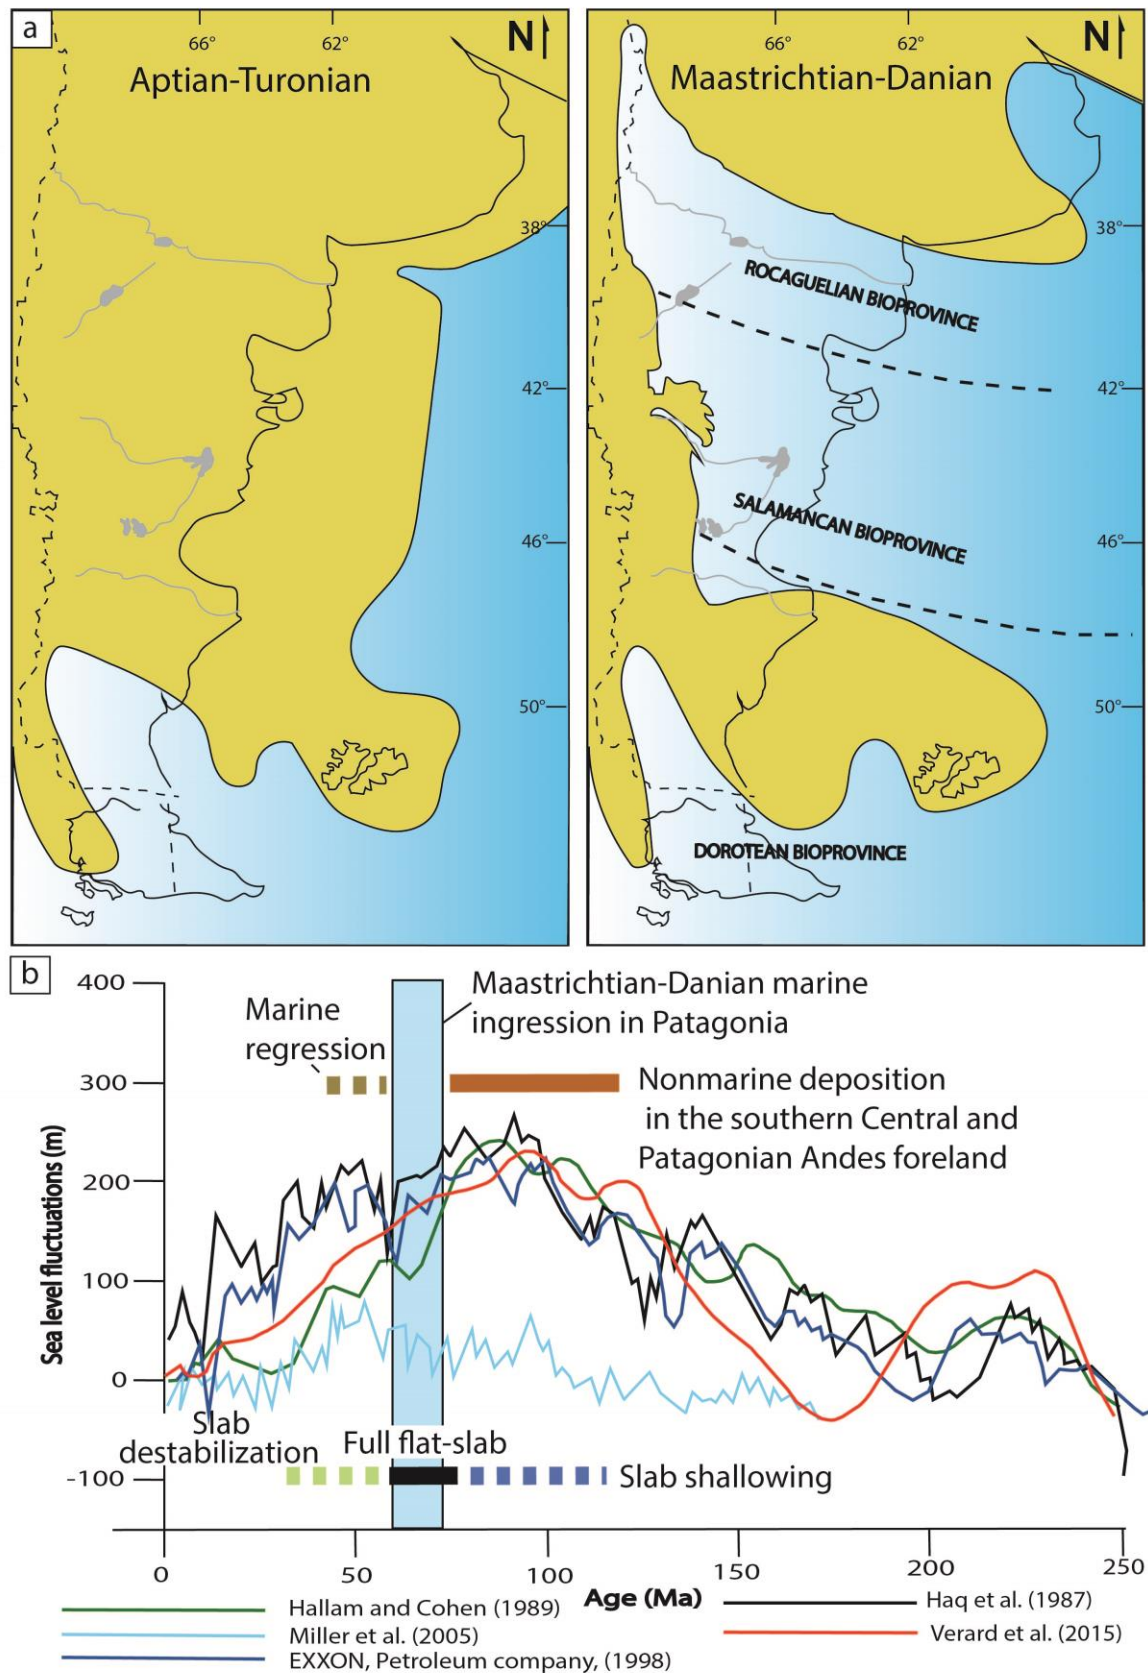 a
66°
62°
N
Aptian-Turonian
38°
42°
46°
50°
66°
62°
N
Maastrichtian-Danian
38°
ROCAGUELIAN BIOPROVINCE
42°
SALAMANCAN BIOPROVINCE
46°
50°
DOROTEAN BIOPROVINCE
b
400
300
200
100
0
-100
Sea level fluctuations (m)
Marine
regression
Maastrichtian-Danian marine
ingression in Patagonia
Nonmarine deposition
in the southern Central and
Patagonian Andes foreland
Slab
destabilization
Full flat-slab
Slab shallowing
0
50
100
150
200
250
Age (Ma)
Hallam and Cohen (1989)
Miller et al. (2005)
EXXON, Petroleum company, (1998)
Haq et al. (1987)
Verard et al. (2015)